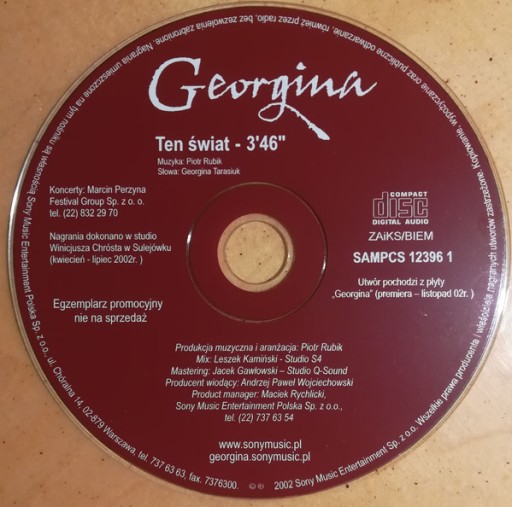 Georgina
Ten świat - 3'46"
Muzyka: Piotr Rubik
Słowa: Georgina Tarasiuk
Koncerty: Marcin Perzyna
Festival Group Sp. z o. o.
tel. (22) 832 29 70
Nagrania dokonano w studio
Winicjusza Chrósta w Sulejówku
(kwiecień - lipiec 2002r. )
Egzemplarz promocyjny
nie na sprzedaż
COMPACT
disc
DIGITAL AUDIO
ZAiKS/BIEM
SAMPCS 12396 1
Utwór pochodzi z płyty
„Georgina” (premiera – listopad 02r. )
Produkcja muzyczna i aranżacja: Piotr Rubik
Mix: Leszek Kamiński - Studio S4
Mastering: Jacek Gawłowski – Studio Q-Sound
Producent wiodący: Andrzej Paweł Wojciechowski
Product manager: Maciek Rychlicki,
Sony Music Entertainment Polska Sp. z o.o.,
tel. (22) 737 63 54
www.sonymusic.pl
georgina.sonymusic.pl
℗ © 2002 Sony Music Entertainment Polska Sp. z o.o. Wszelkie prawa producenta i właściciela nagranych utworów zastrzeżone. Kopiowanie, wypożyczanie oraz publiczne odtwarzanie, również przez radio, bez zezwolenia zabronione. Nagrania umieszczone na tym nośniku są własnością Sony Music Entertainment Polska Sp. z o.o., ul. Chóralna 14, 02-879 Warszawa, tel. 737 63 63, fax. 7376300.